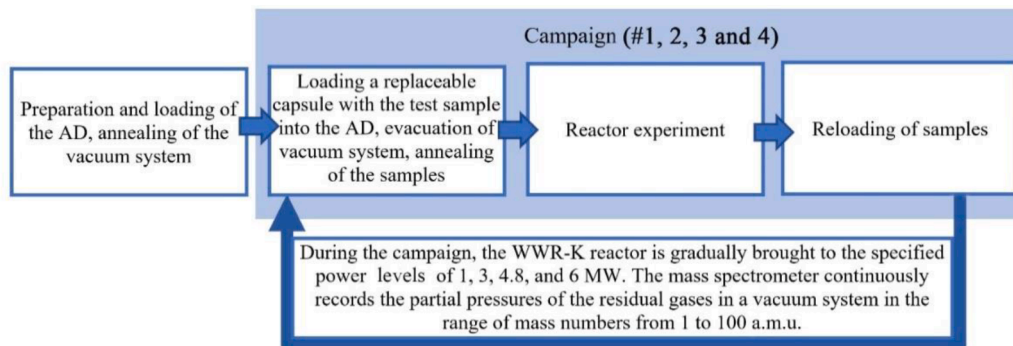 Campaign (#1, 2, 3 and 4)
Preparation and loading of
the AD, annealing of the
vacuum system
Loading a replaceable
capsule with the test sample
into the AD, evacuation of
vacuum system, annealing
of the samples
Reactor experiment
Reloading of samples
During the campaign, the WWR-K reactor is gradually brought to the specified
power levels of 1, 3, 4.8, and 6 MW. The mass spectrometer continuously
records the partial pressures of the residual gases in a vacuum system in the
range of mass numbers from 1 to 100 a.m.u.